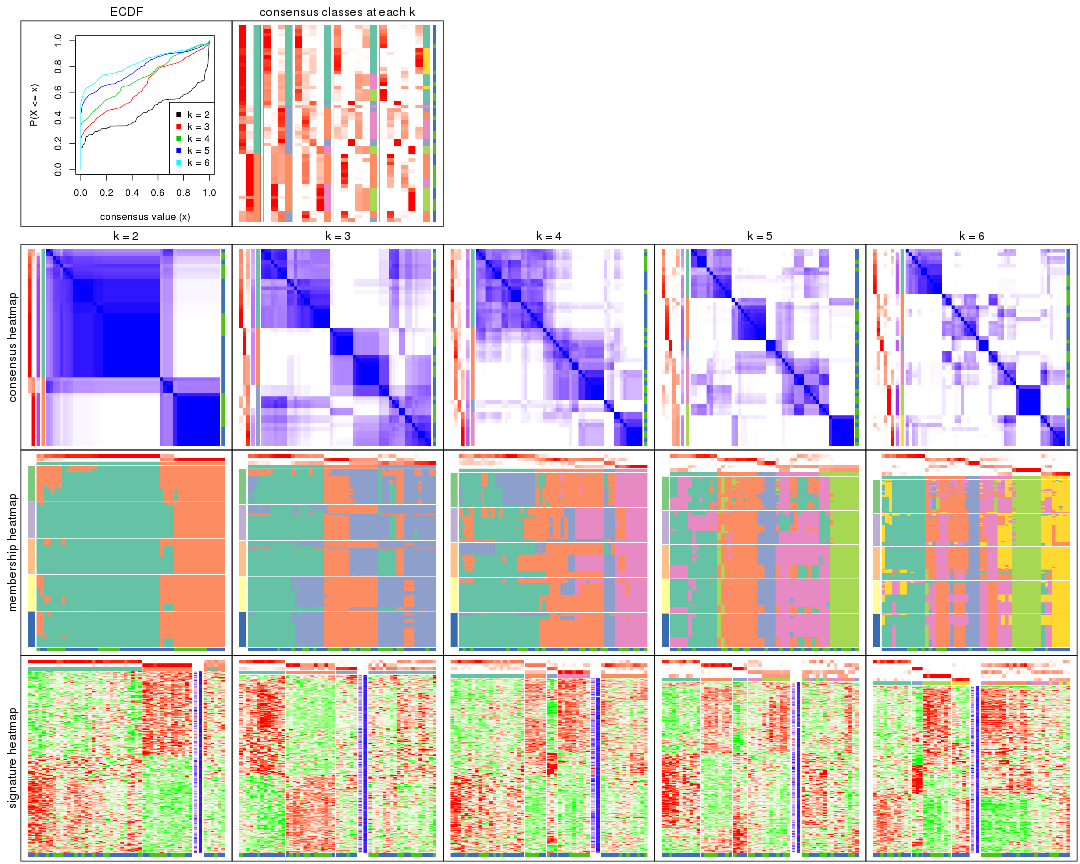 ECDF
consensus classes at each k
P(X <= x)
0.0 0.2 0.4 0.6 0.8 1.0
k = 2
k = 3
k = 4
k = 5
k = 6
0.0 0.2 0.4 0.6 0.8 1.0
consensus value (x)
k = 2
k = 3
k = 4
k = 5
k = 6
consensus heatmap
membership heatmap
signature heatmap